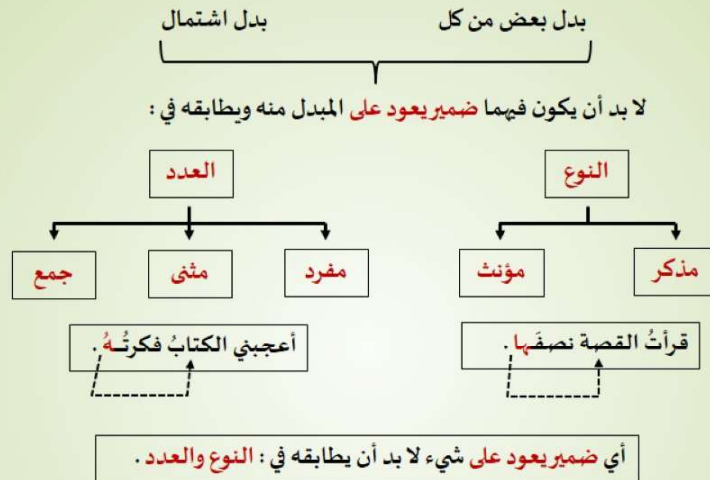 بدل بعض من كل
بدل اشتمال
لا بد أن يكون فيهما ضمير يعود على المبدل منه ويطابقه في :
النوع
العدد
مذكر
مؤنث
مفرد
مثنى
جمع
قرأتُ القصة نصفَها .
أعجبني الكتابُ فكرتُـهُ .
أي ضمير يعود على شيء لا بد أن يطابقه في : النوع والعدد .